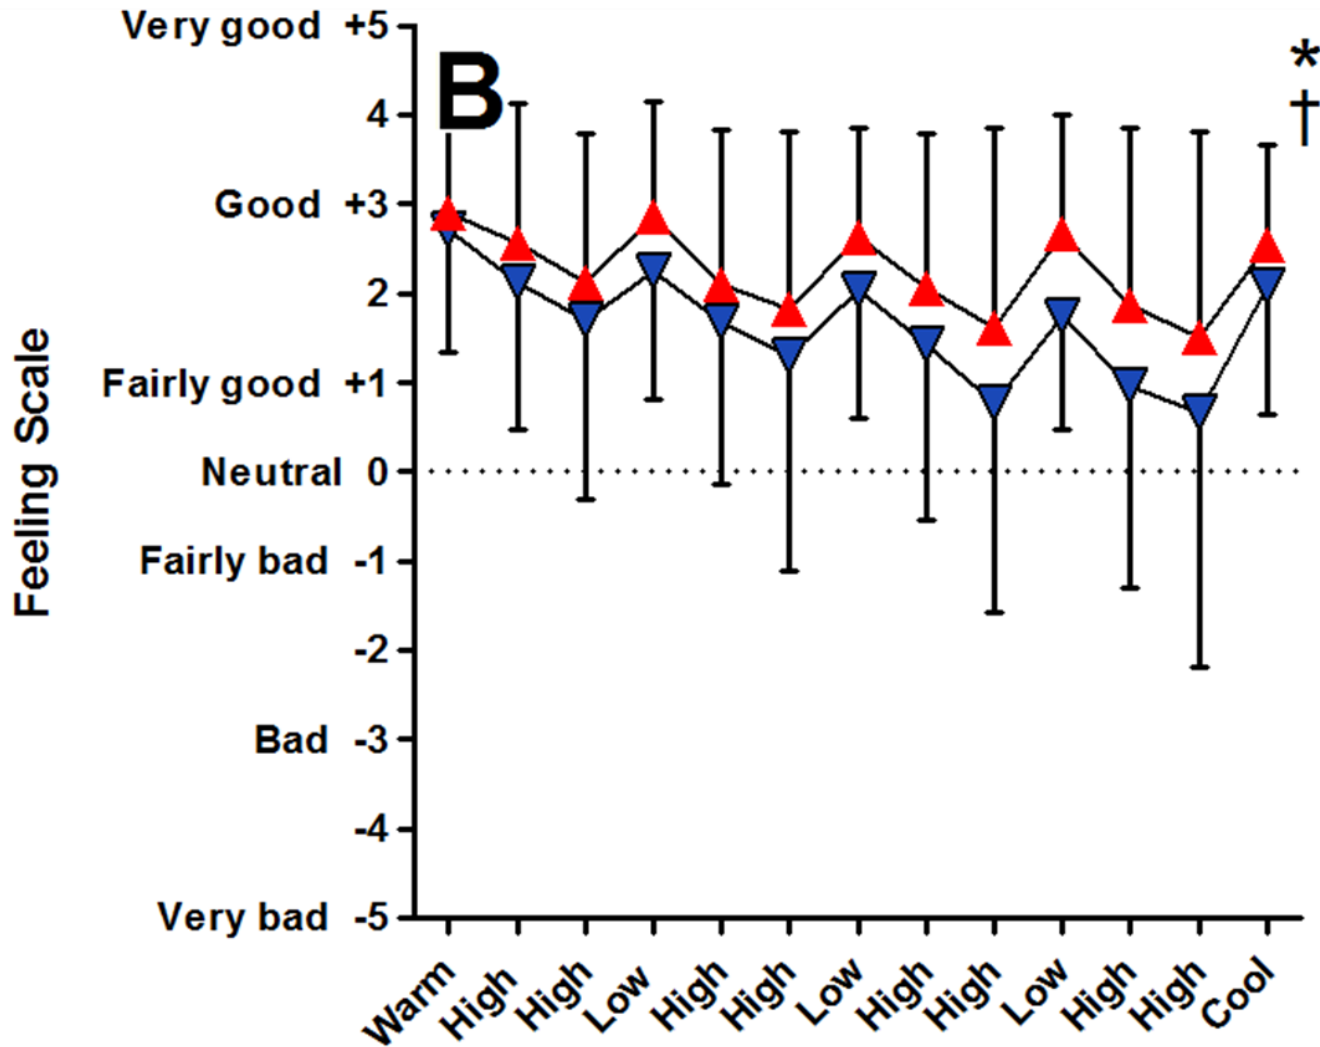 Very good +5
B
*
†
4
Good +3
2
Fairly good +1
Neutral 0
Fairly bad -1
-2
Bad -3
-4
Very bad -5
Feeling Scale
Warm High High Low High High Low High High Low High High Cool